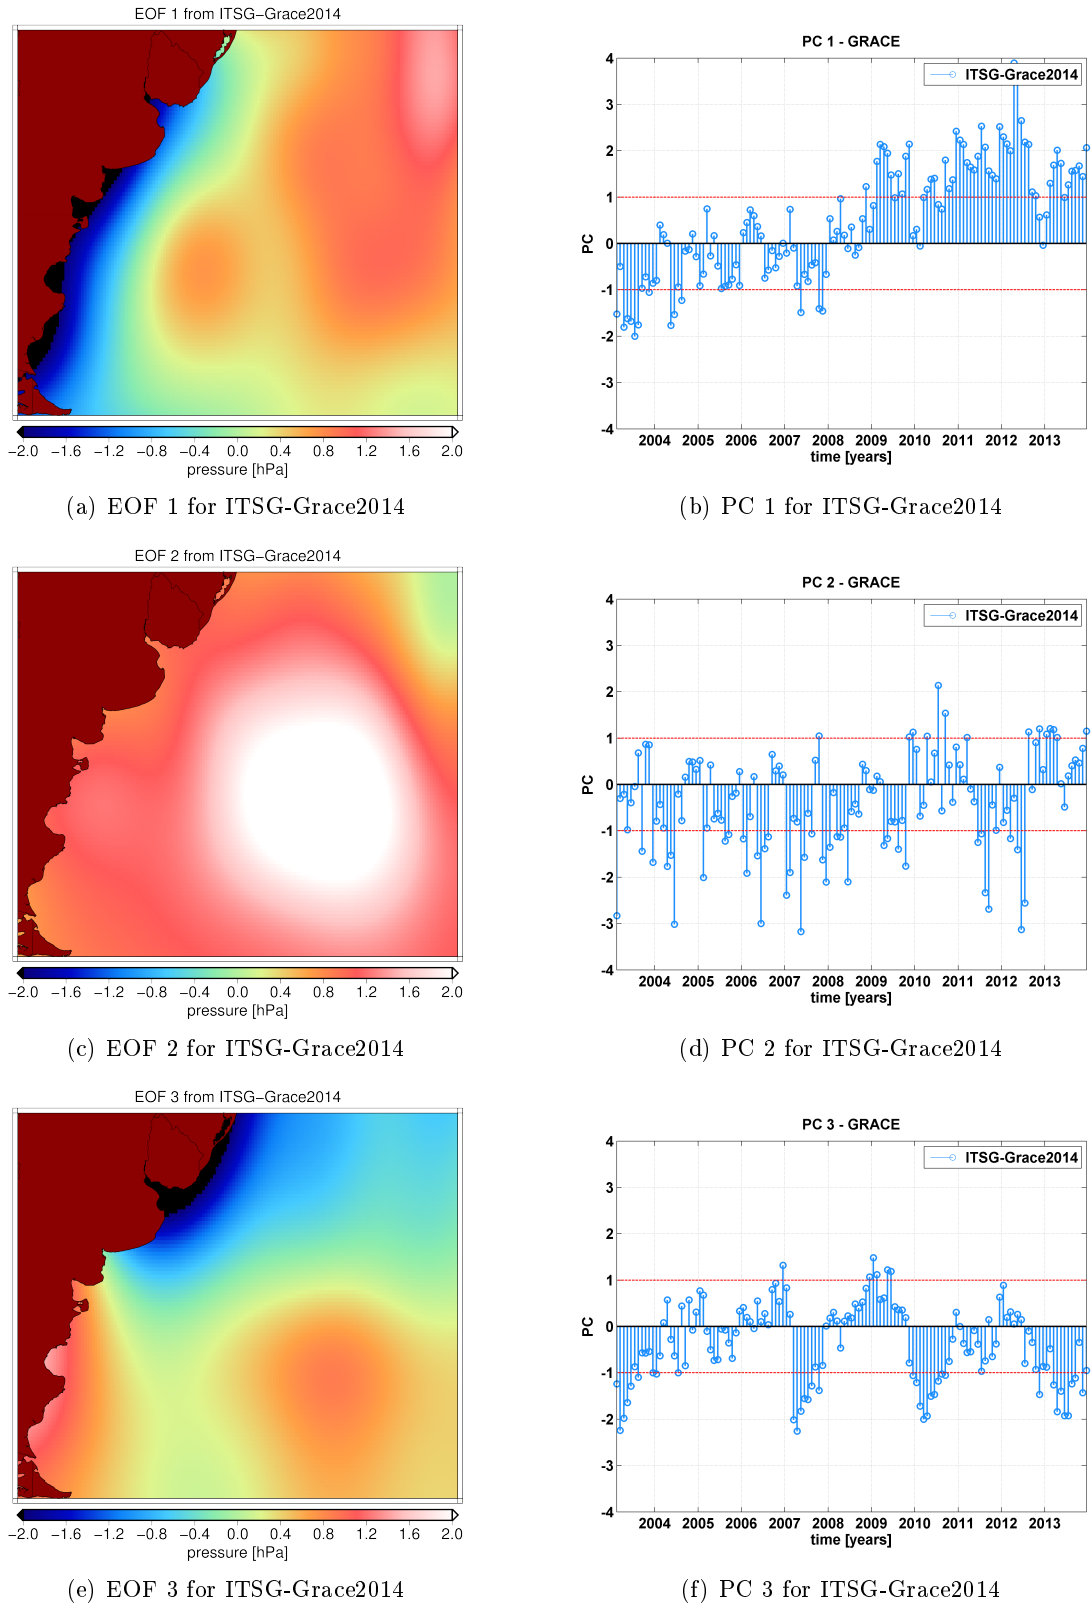 EOF 1 from ITSG-Grace2014
-2.0 -1.6 -1.2 -0.8 -0.4 0.0 0.4 0.8 1.2 1.6 2.0
pressure [hPa]
(a) EOF 1 for ITSG-Grace2014
PC 1 - GRACE
ITSG-Grace2014
4
3
2
1
0
-1
-2
-3
-4
PC
2004 2005 2006 2007 2008 2009 2010 2011 2012 2013
time [years]
(b) PC 1 for ITSG-Grace2014
EOF 2 from ITSG-Grace2014
-2.0 -1.6 -1.2 -0.8 -0.4 0.0 0.4 0.8 1.2 1.6 2.0
pressure [hPa]
(c) EOF 2 for ITSG-Grace2014
PC 2 - GRACE
ITSG-Grace2014
4
3
2
1
0
-1
-2
-3
-4
PC
2004 2005 2006 2007 2008 2009 2010 2011 2012 2013
time [years]
(d) PC 2 for ITSG-Grace2014
EOF 3 from ITSG-Grace2014
-2.0 -1.6 -1.2 -0.8 -0.4 0.0 0.4 0.8 1.2 1.6 2.0
pressure [hPa]
(e) EOF 3 for ITSG-Grace2014
PC 3 - GRACE
ITSG-Grace2014
4
3
2
1
0
-1
-2
-3
-4
PC
2004 2005 2006 2007 2008 2009 2010 2011 2012 2013
time [years]
(f) PC 3 for ITSG-Grace2014